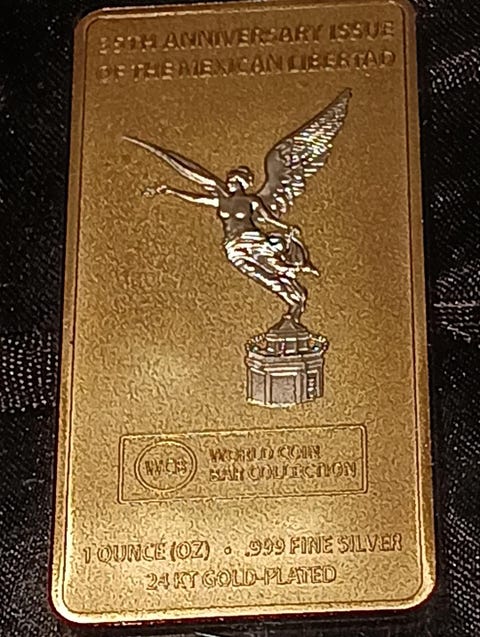 35TH ANNIVERSARY ISSUE
OF THE MEXICAN LIBERTAD
WCB
WORLD COIN
BAR COLLECTION
1 OUNCE (OZ) • .999 FINE SILVER
24 KT GOLD-PLATED